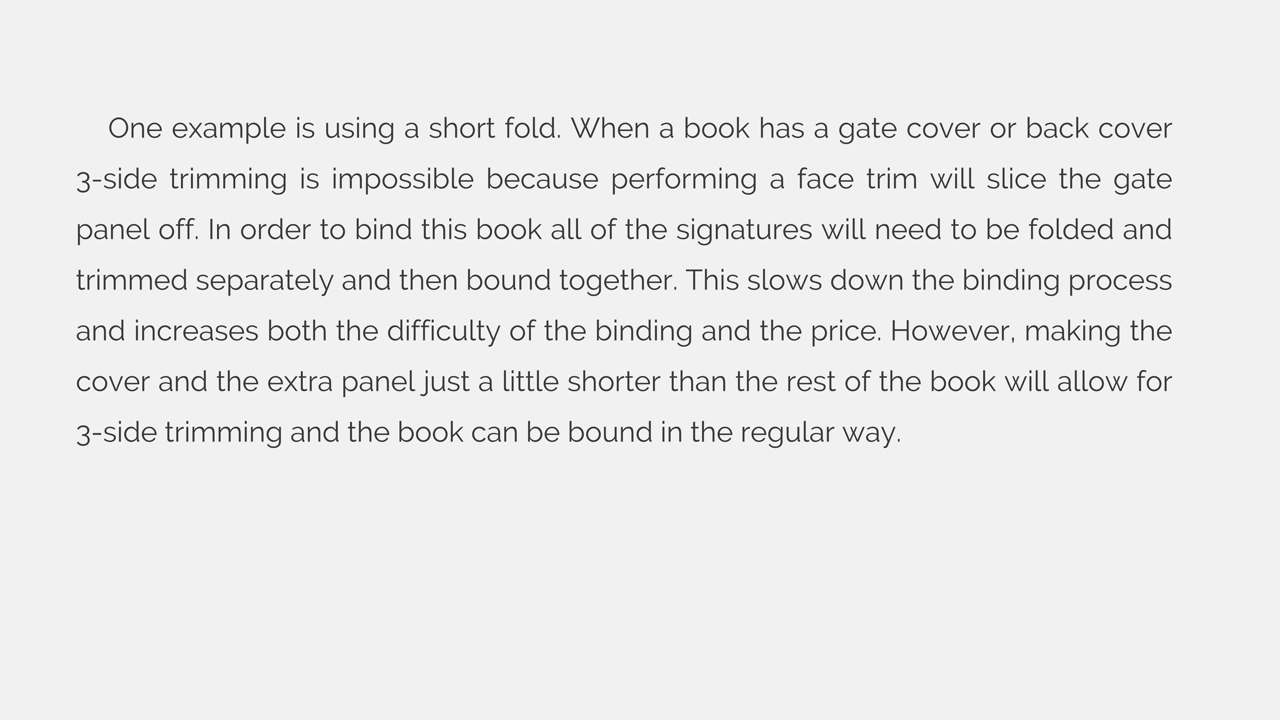 One example is using a short fold. When a book has a gate cover or back cover
3-side trimming is impossible because performing a face trim will slice the gate
panel off. In order to bind this book all of the signatures will need to be folded and
trimmed separately and then bound together. This slows down the binding process
and increases both the difficulty of the binding and the price. However, making the
cover and the extra panel just a little shorter than the rest of the book will allow for
3-side trimming and the book can be bound in the regular way.